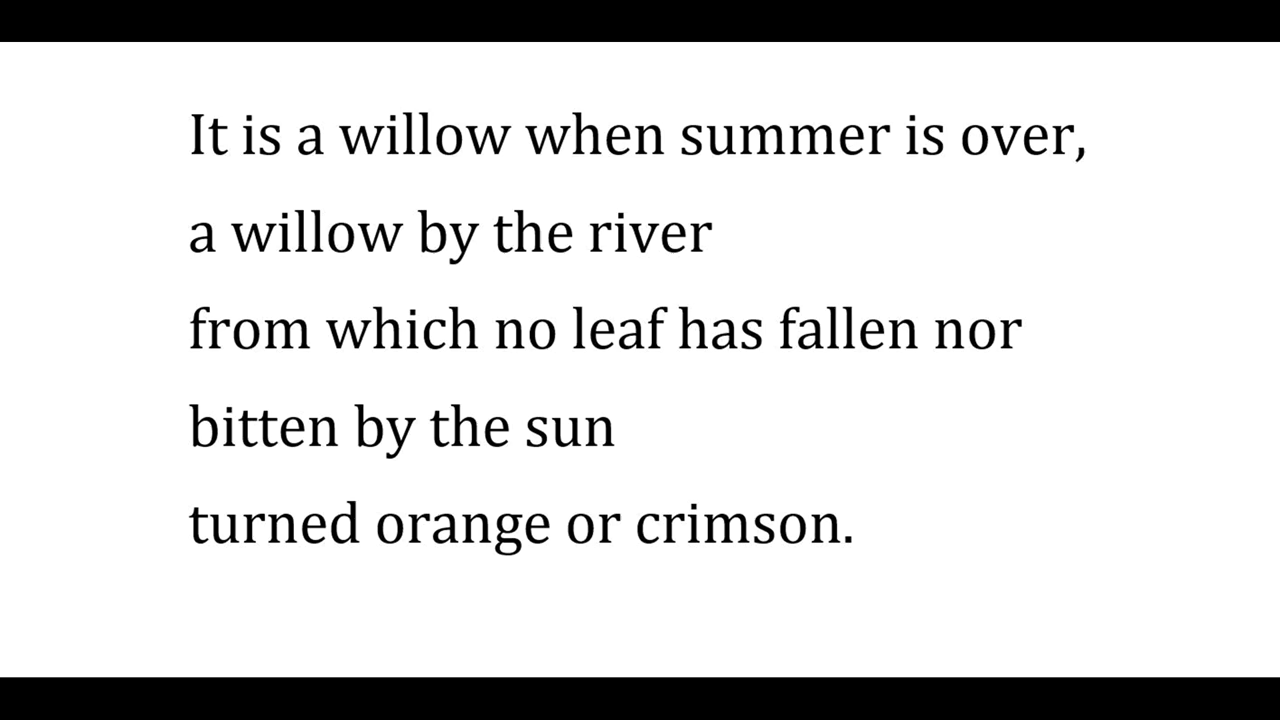 It is a willow when summer is over,
a willow by the river
from which no leaf has fallen nor
bitten by the sun
turned orange or crimson.